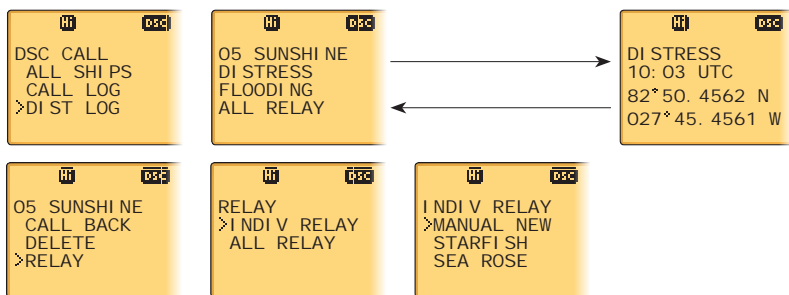 Hi DSC
DSC CALL
ALL SHIPS
CALL LOG
>DIST LOG
Hi DSC
05 SUNSHINE
DISTRESS
FLOODING
ALL RELAY
Hi DSC
DISTRESS
10:03 UTC
82°50.4562 N
027°45.4561 W
Hi DSC
05 SUNSHINE
CALL BACK
DELETE
>RELAY
Hi DSC
RELAY
>INDIV RELAY
ALL RELAY
Hi DSC
INDIV RELAY
>MANUAL NEW
STARFISH
SEA ROSE